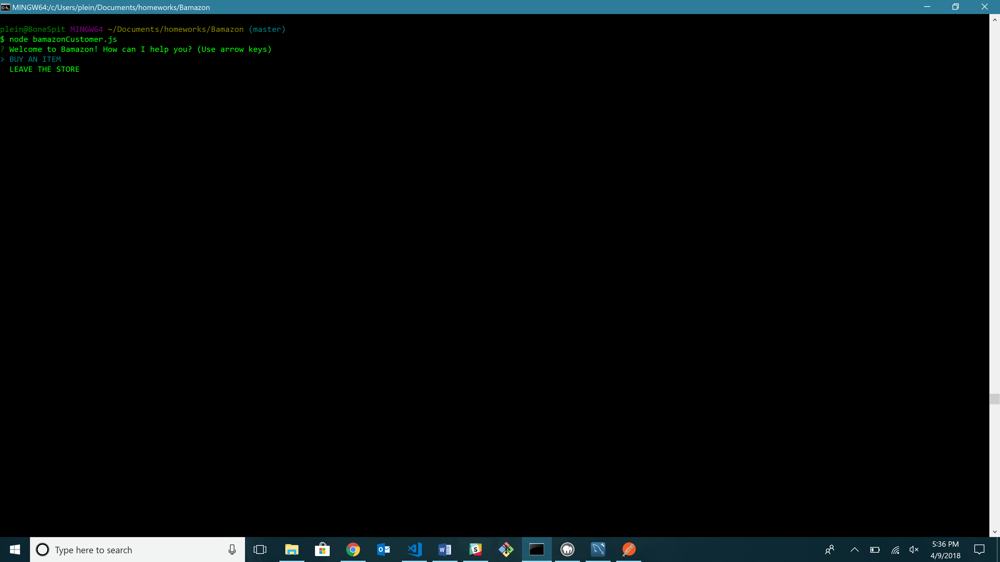 MINGW64:/c/Users/plein/Documents/homeworks/Bamazon
plein@BoneSpit MINGW64 ~/Documents/homeworks/Bamazon (master)
$ node bamazonCustomer.js
? Welcome to Bamazon! How can I help you? (Use arrow keys)
> BUY AN ITEM
  LEAVE THE STORE
Type here to search
5:36 PM
4/9/2018